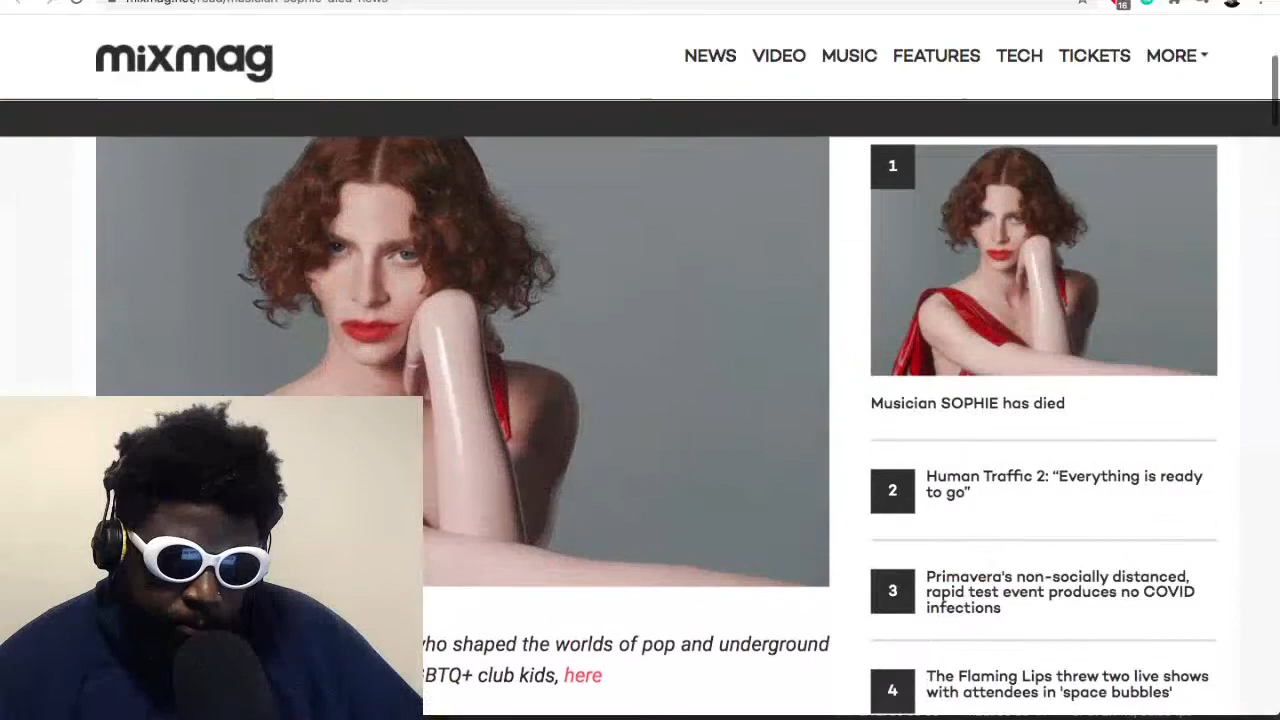 16
mixmag
NEWS VIDEO MUSIC FEATURES TECH TICKETS MORE
1
Musician SOPHIE has died
2
Human Traffic 2: “Everything is ready
to go”
3
Primavera's non-socially distanced,
rapid test event produces no COVID
infections
4
The Flaming Lips threw two live shows
with attendees in 'space bubbles'
who shaped the worlds of pop and underground
GBTQ+ club kids, here